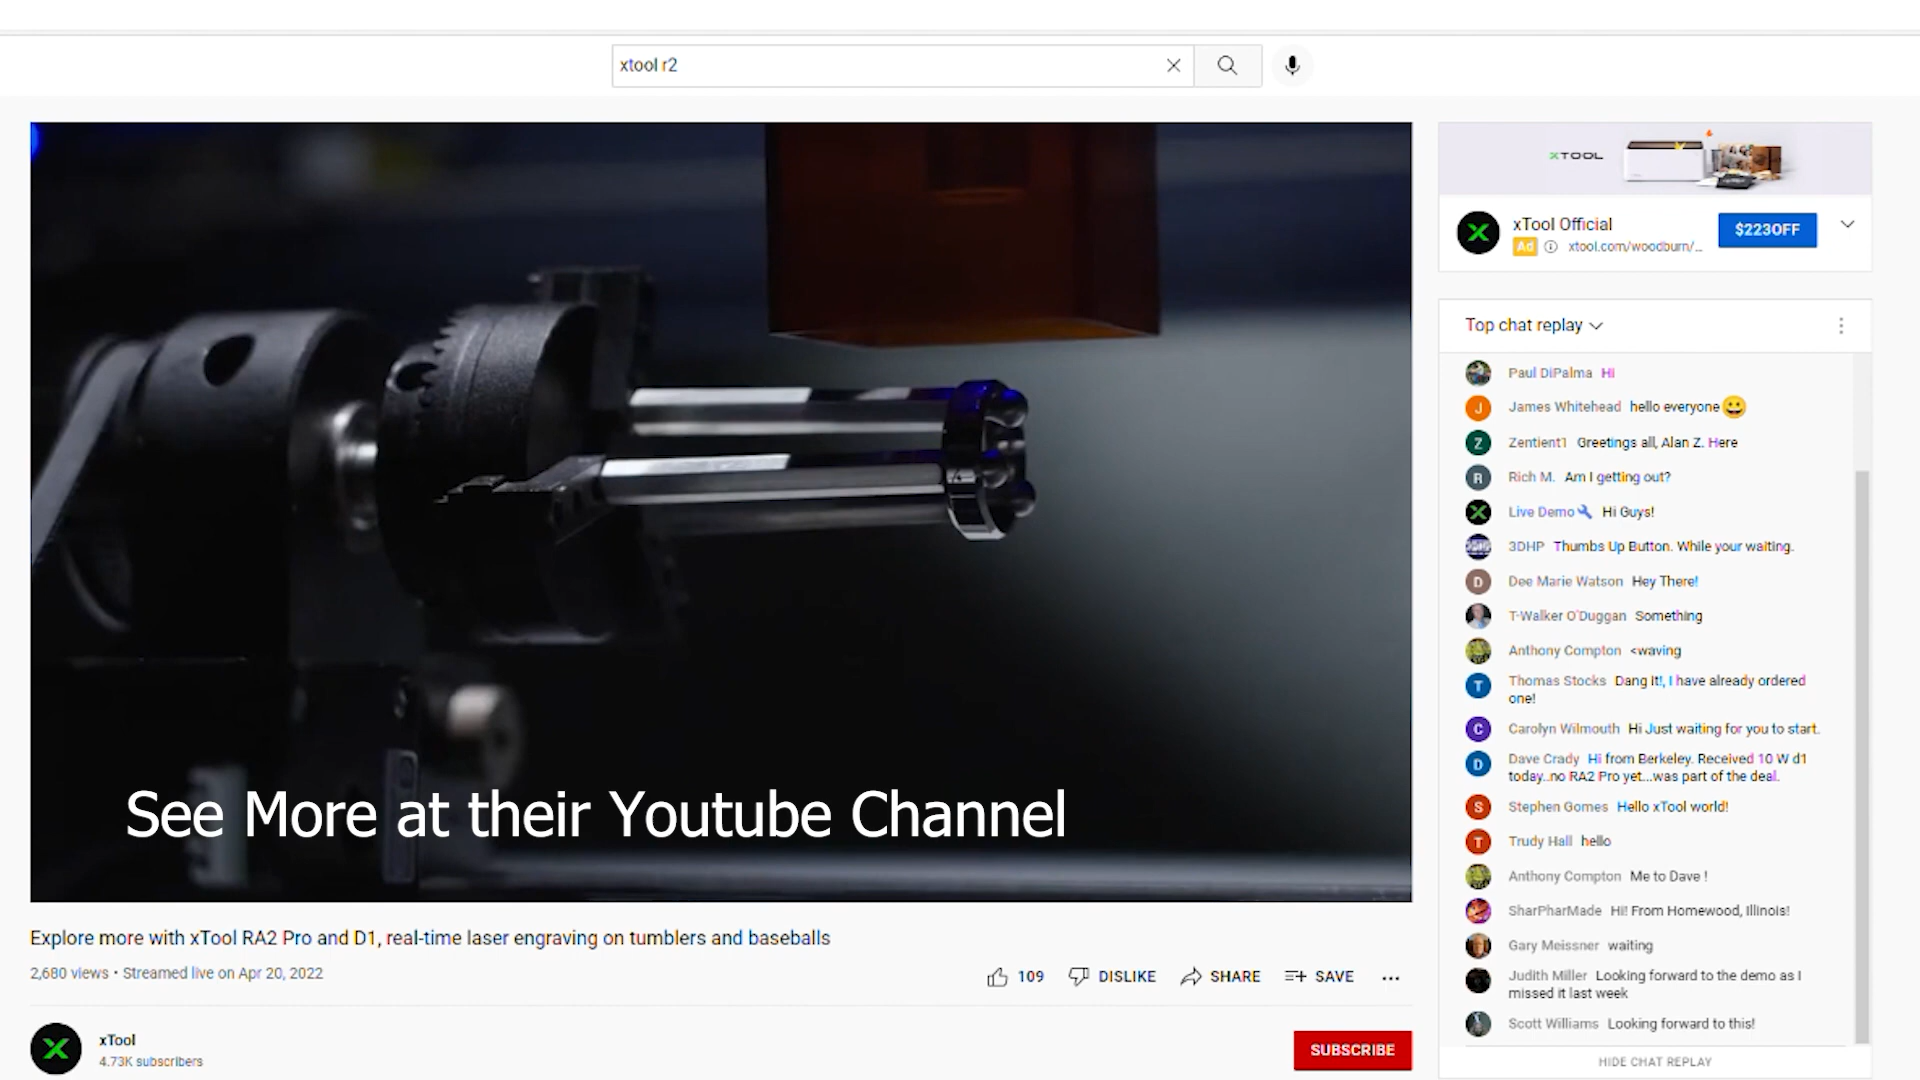 xtool r2
See More at their Youtube Channel
Explore more with xTool RA2 Pro and D1, real-time laser engraving on tumblers and baseballs
2,680 views • Streamed live on Apr 20, 2022
109
DISLIKE
SHARE
SAVE
xTool
4.73K subscribers
SUBSCRIBE
XTOOL
xTool Official
Ad xtool.com/woodburn/...
$223OFF
Top chat replay
Paul DiPalma Hi
J James Whitehead hello everyone😀
Z Zentient1 Greetings all, Alan Z. Here
R Rich M. Am I getting out?
Live Demo Hi Guys!
3DHP Thumbs Up Button. While your waiting.
D Dee Marie Watson Hey There!
T-Walker O'Duggan Something
Anthony Compton <waving
T Thomas Stocks Dang it!, I have already ordered
one!
C Carolyn Wilmouth Hi Just waiting for you to start.
D Dave Crady Hi from Berkeley. Received 10 W d1
today..no RA2 Pro yet...was part of the deal.
S Stephen Gomes Hello xTool world!
T Trudy Hall hello
Anthony Compton Me to Dave !
SharPharMade Hi! From Homewood, Illinois!
Gary Meissner waiting
Judith Miller Looking forward to the demo as I
missed it last week
Scott Williams Looking forward to this!
HIDE CHAT REPLAY